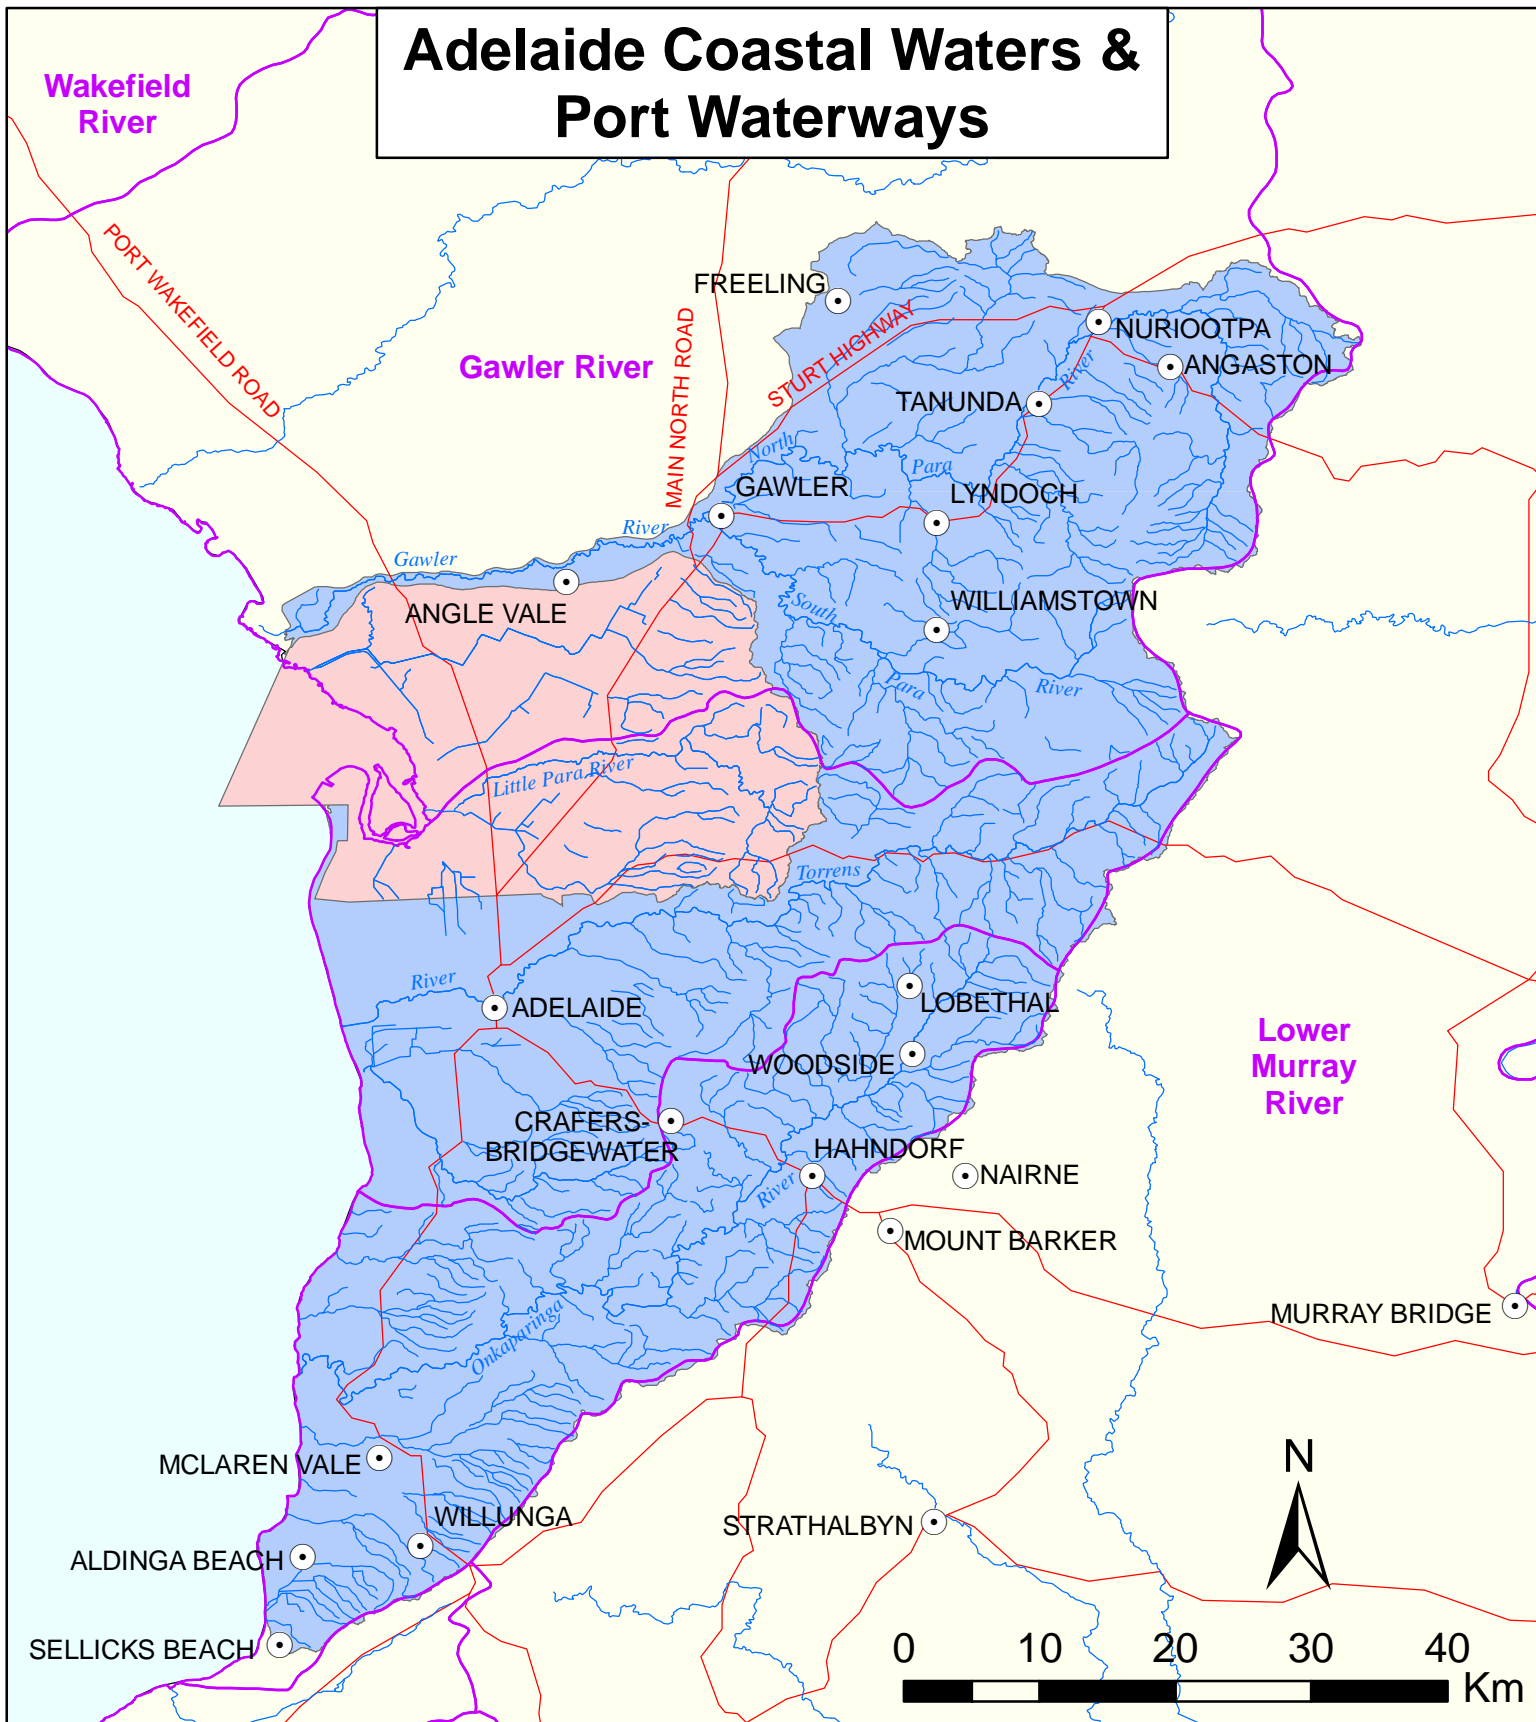 Adelaide Coastal Waters &
Port Waterways
Wakefield
River
PORT WAKEFIELD ROAD
FREELING
MAIN NORTH ROAD
STURT HIGHWAY
NURIOOTPA
Gawler River
River
ANGASTON
TANUNDA
North
Para
GAWLER
LYNDOCH
River
Gawler
ANGLE VALE
South
WILLIAMSTOWN
Para
River
Little Para River
Torrens
River
ADELAIDE
LOBETHAL
WOODSIDE
Lower
Murray
River
CRAFERS-
BRIDGEWATER
HAHNDORF
River
NAIRNE
MOUNT BARKER
MURRAY BRIDGE
Onkaparinga
MCLAREN VALE
WILLUNGA
STRATHALBYN
N
ALDINGA BEACH
SELLICKS BEACH
0 10 20 30 40
Km